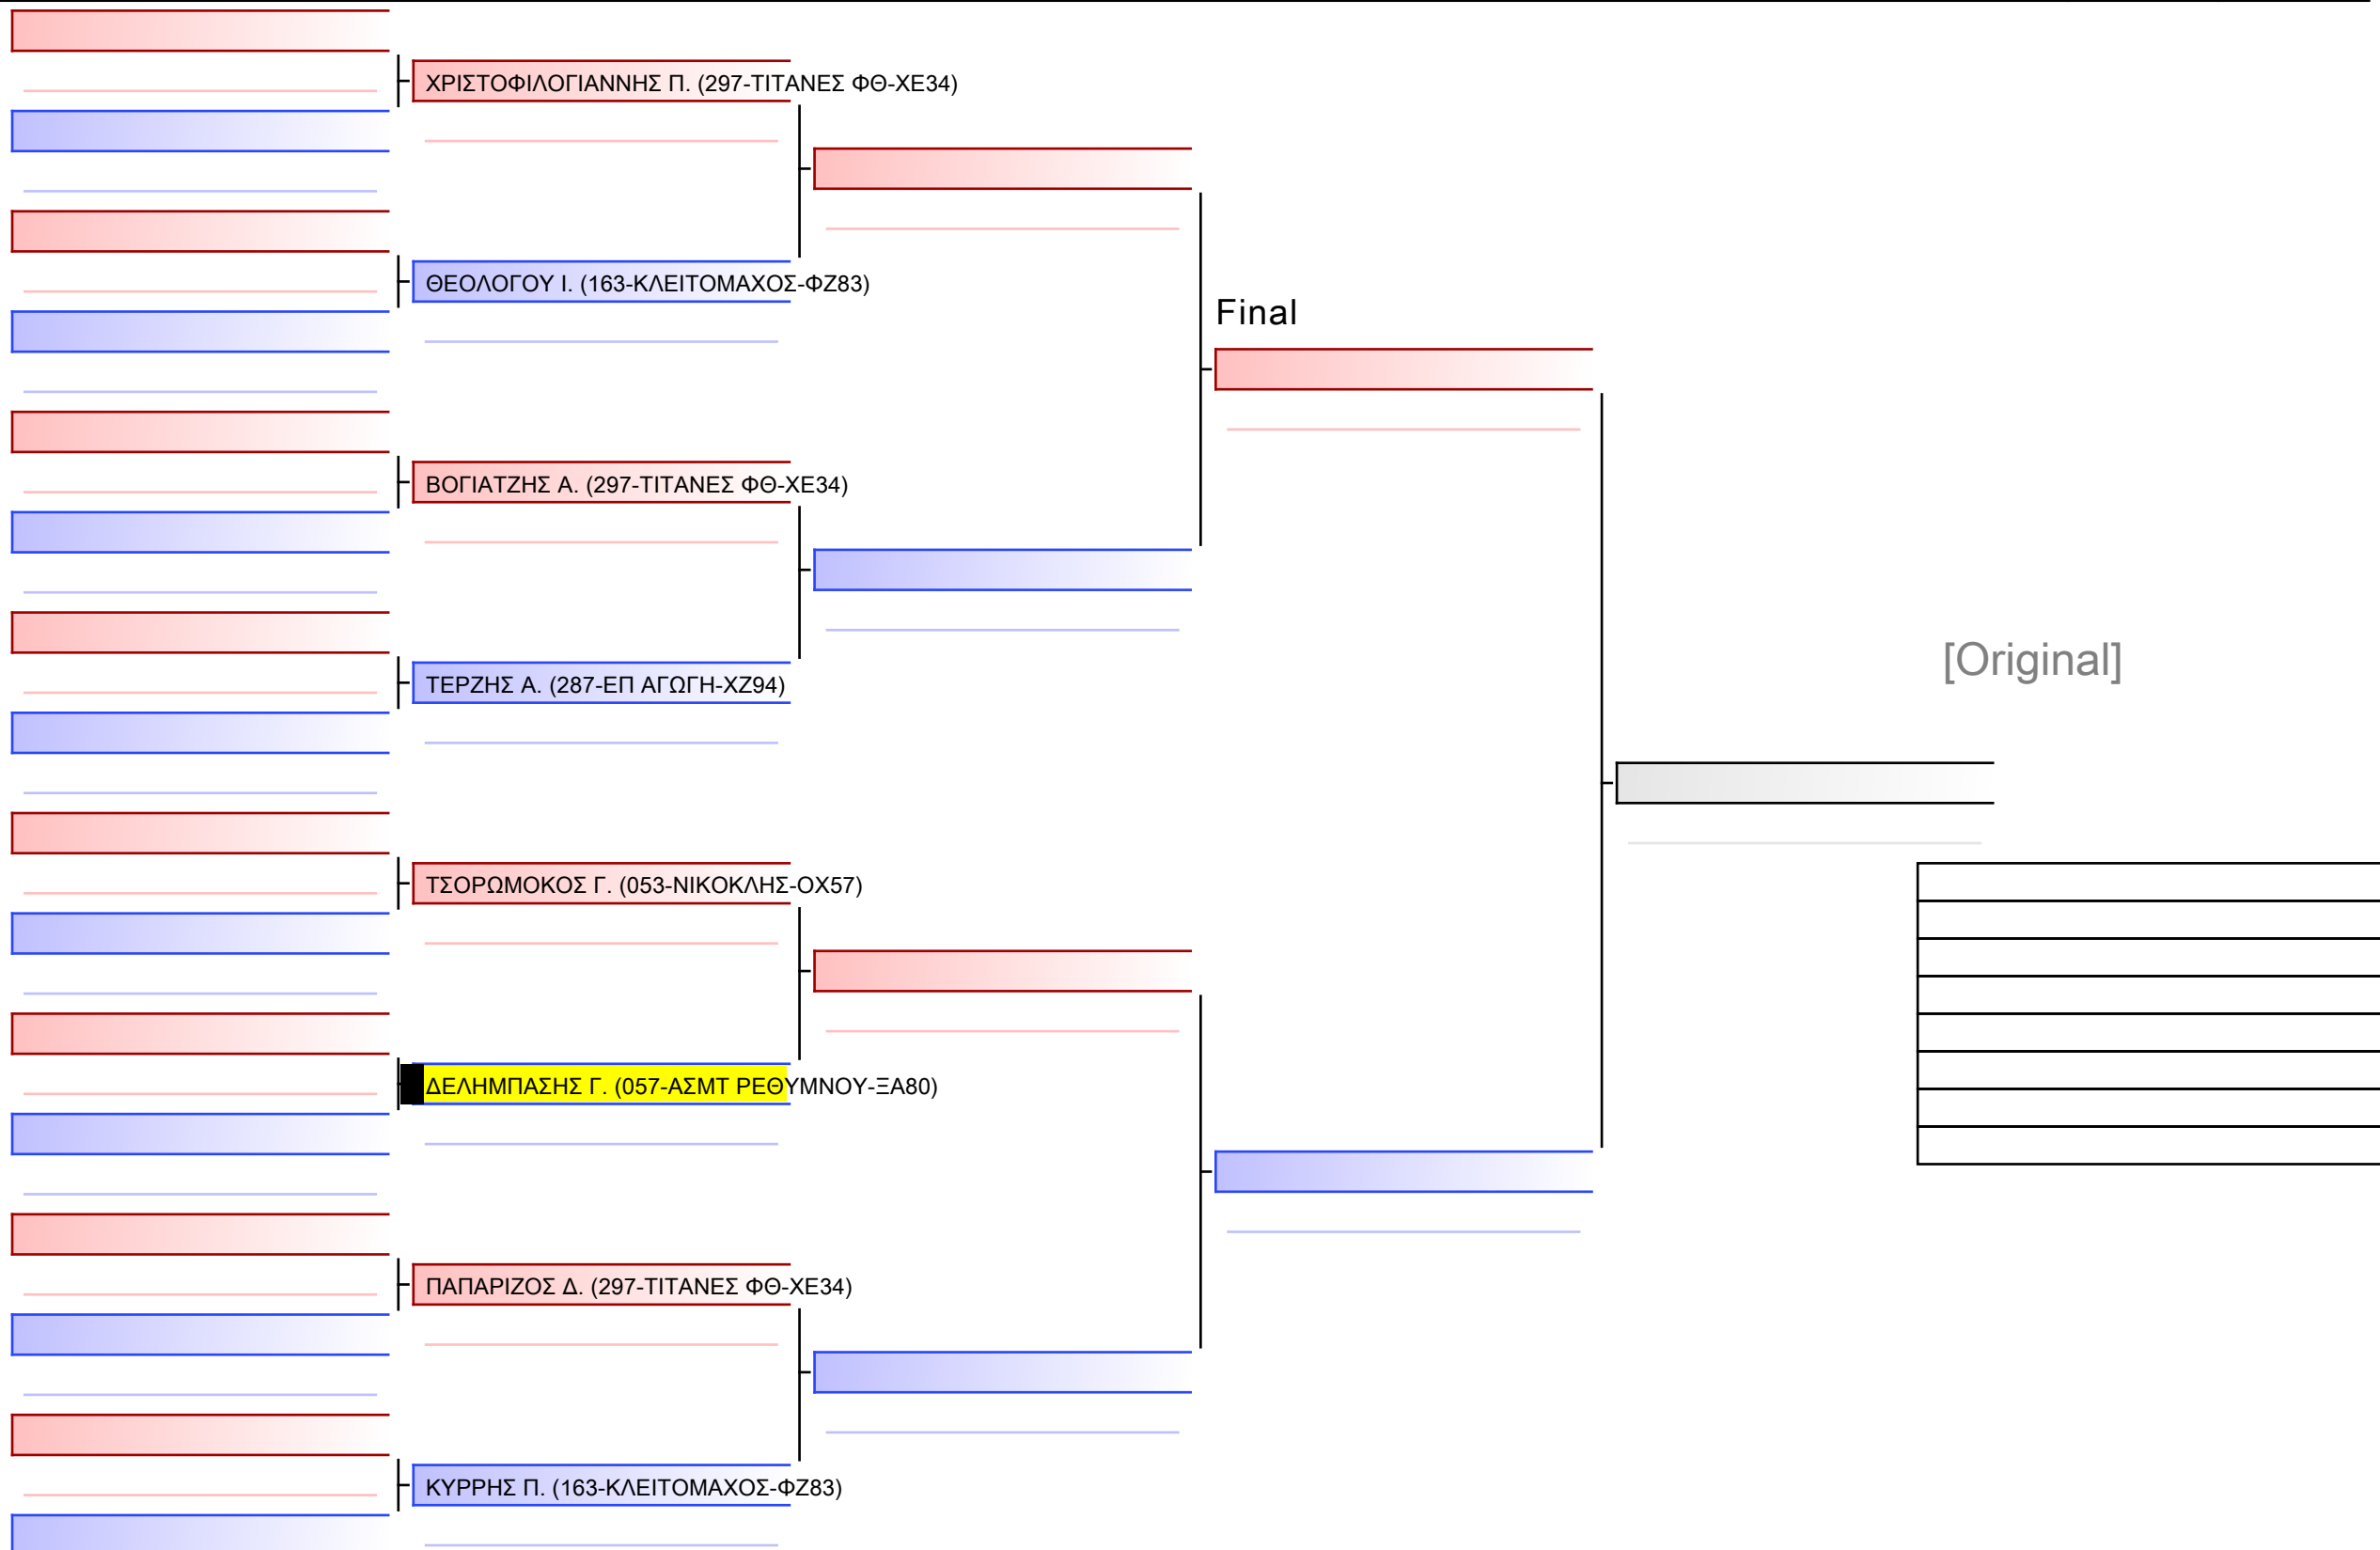 ΧΡΙΣΤΟΦΙΛΟΓΙΑΝΝΗΣ Π. (297-ΤΙΤΑΝΕΣ ΦΘ-ΧΕ34)
ΘΕΟΛΟΓΟΥ Ι. (163-ΚΛΕΙΤΟΜΑΧΟΣ-ΦΖ83)
Final
ΒΟΓΙΑΤΖΗΣ Α. (297-ΤΙΤΑΝΕΣ ΦΘ-ΧΕ34)
[Original]
ΤΕΡΖΗΣ Α. (287-ΕΠ ΑΓΩΓΗ-ΧΖ94)
ΤΣΟΡΩΜΟΚΟΣ Γ. (053-ΝΙΚΟΚΛΗΣ-ΟΧ57)
ΔΕΛΗΜΠΑΣΗΣ Γ. (057-ΑΣΜΤ ΡΕΘΥΜΝΟΥ-ΞΑ80)
ΠΑΠΑΡΙΖΟΣ Δ. (297-ΤΙΤΑΝΕΣ ΦΘ-ΧΕ34)
ΚΥΡΡΗΣ Π. (163-ΚΛΕΙΤΟΜΑΧΟΣ-ΦΖ83)